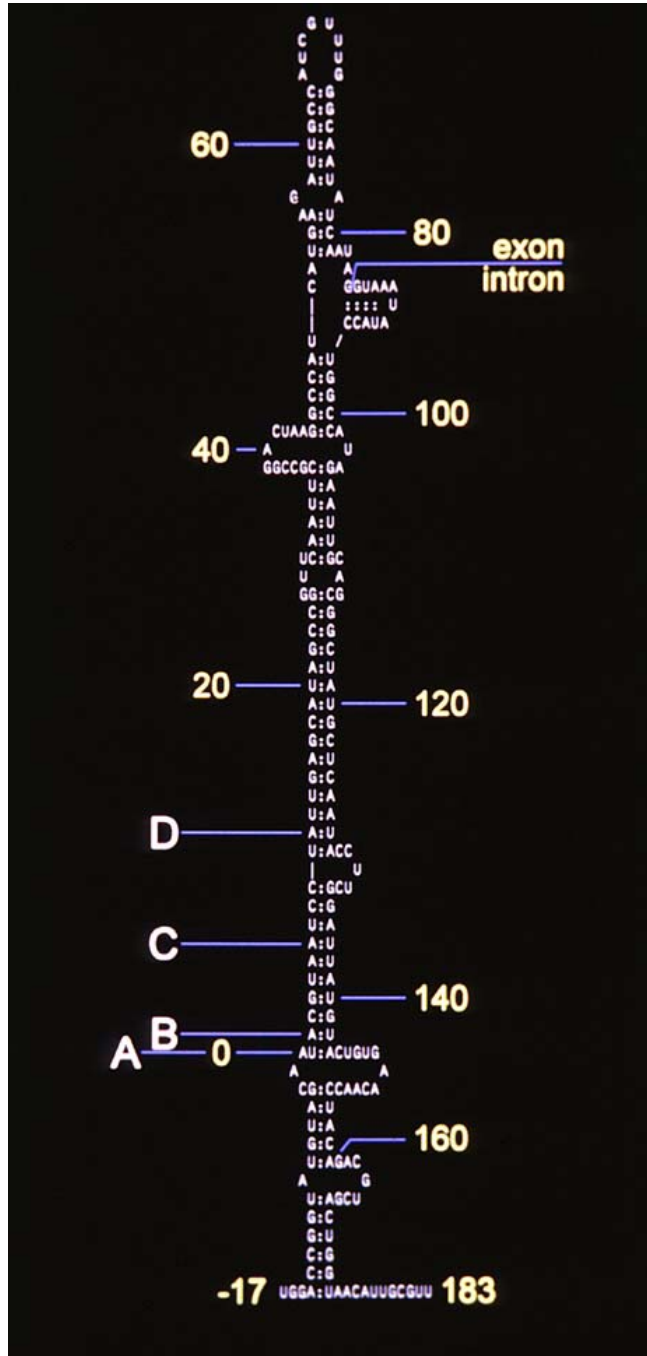 G U
C U
U U
A G
C:G
C:G
G:C
60 U:A
U:A
A:U
G A
AA:U
G:C 80
U:AAU exon
A A
C GGUAAA intron
| :::: U
| CCAUA
U /
A:U
C:G
C:G
G:C 100
CUAAG:CA
40 A U
GGCCGC:GA
U:A
U:A
A:U
A:U
UC:GC
U A
GG:CG
C:G
C:G
G:C
A:U
20 U:A
A:U 120
C:G
G:C
A:U
G:C
U:A
U:A
D A:U
U:ACC
| U
C:GCU
C:G
U:A
C A:U
A:U
U:A
G:U 140
C:G
B A:U
A 0 AU:ACUGUG
A A
CG:CCAACA
A:U
U:A
G:C 160
U:AGAC
A G
U:AGCU
G:C
G:U
C:G
C:G
-17 UGGA:UAACAUUGCGUU 183